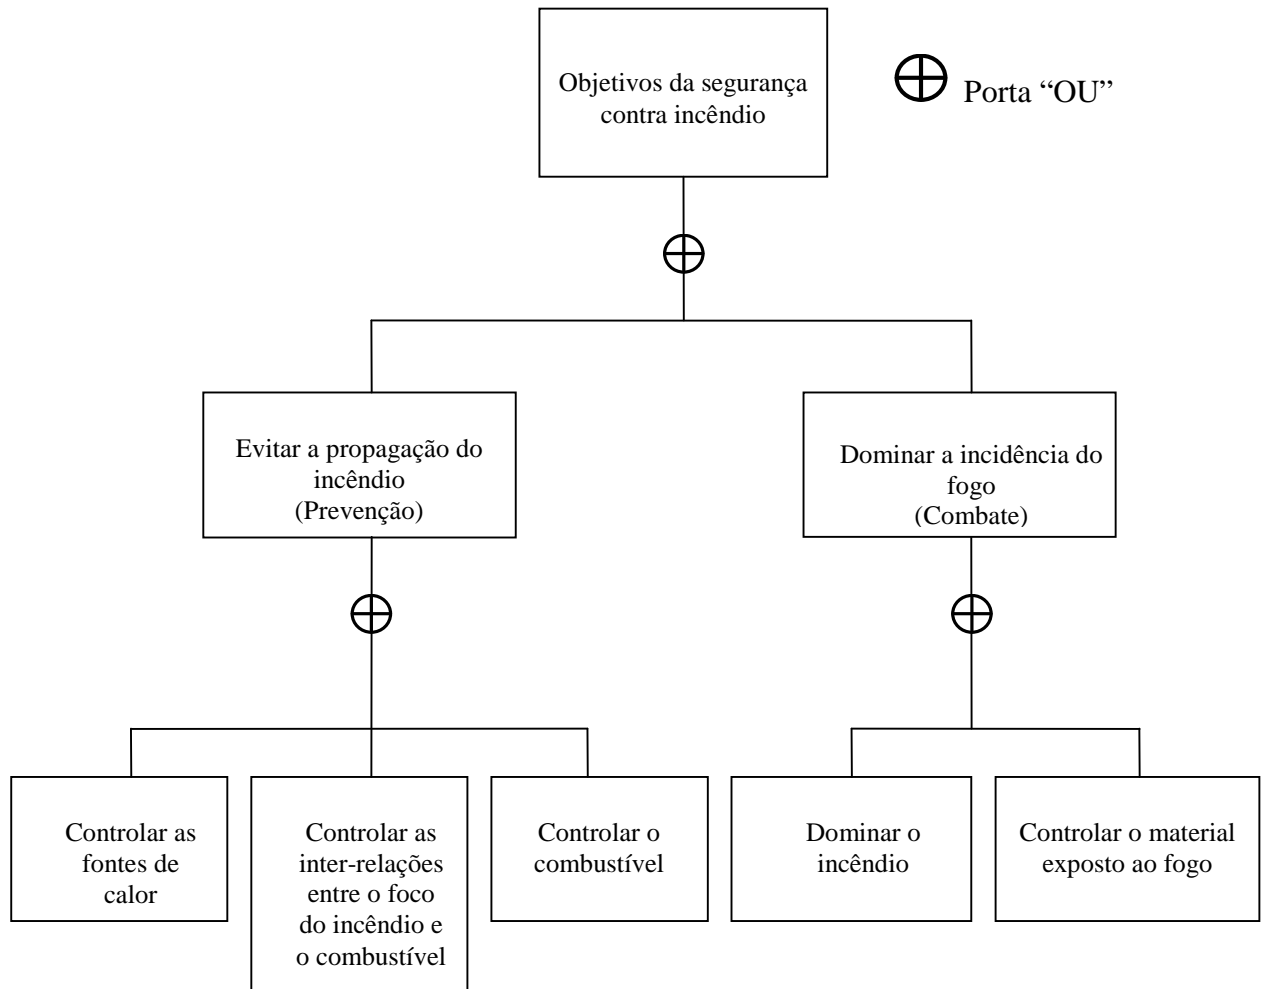 Objetivos da segurança
contra incêndio
Porta “OU”
Evitar a propagação do
incêndio
(Prevenção)
Dominar a incidência do
fogo
(Combate)
Controlar as
fontes de
calor
Controlar as
inter-relações
entre o foco
do incêndio e
o combustível
Controlar o
combustível
Dominar o
incêndio
Controlar o material
exposto ao fogo